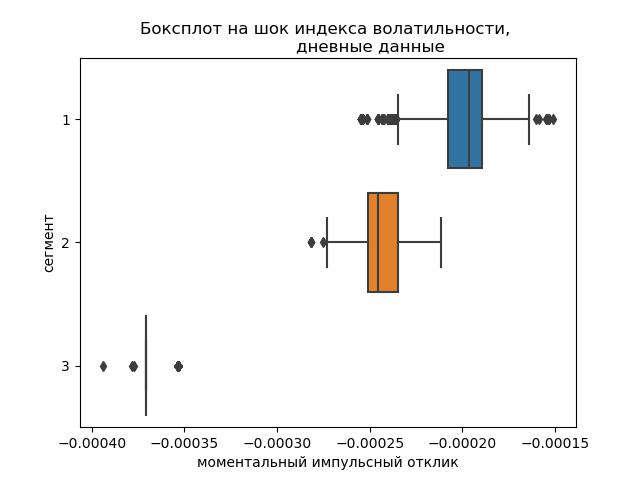 Боксплот на шок индекса волатильности,
дневные данные
1
2
3
сегмент
−0.00040 −0.00035 −0.00030 −0.00025 −0.00020 −0.00015
моментальный импульсный отклик